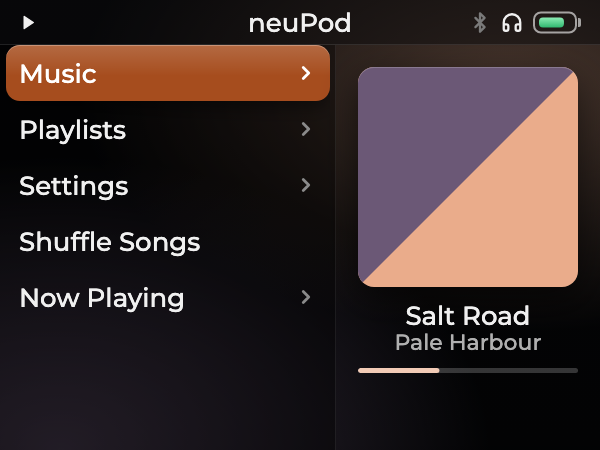 neuPod
Music
Playlists
Settings
Shuffle Songs
Now Playing
Salt Road
Pale Harbour